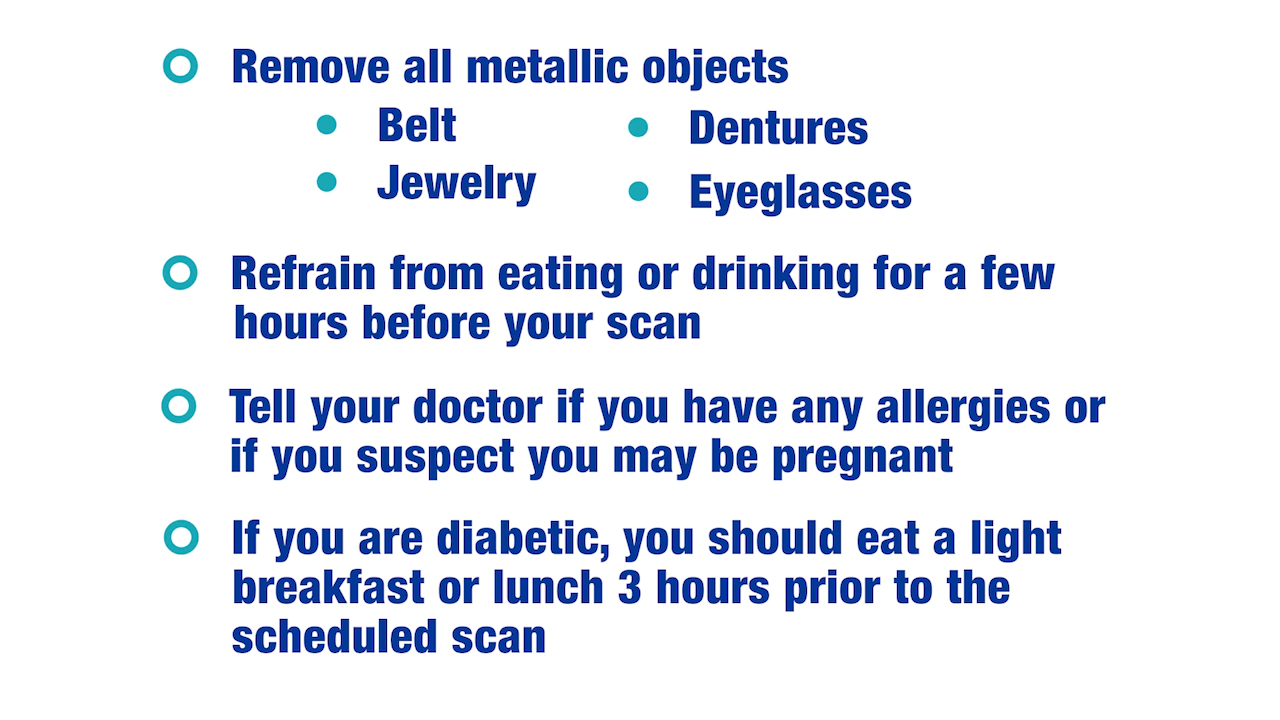 Remove all metallic objects
Belt
Jewelry
Dentures
Eyeglasses
Refrain from eating or drinking for a few
hours before your scan
Tell your doctor if you have any allergies or
if you suspect you may be pregnant
If you are diabetic, you should eat a light
breakfast or lunch 3 hours prior to the
scheduled scan